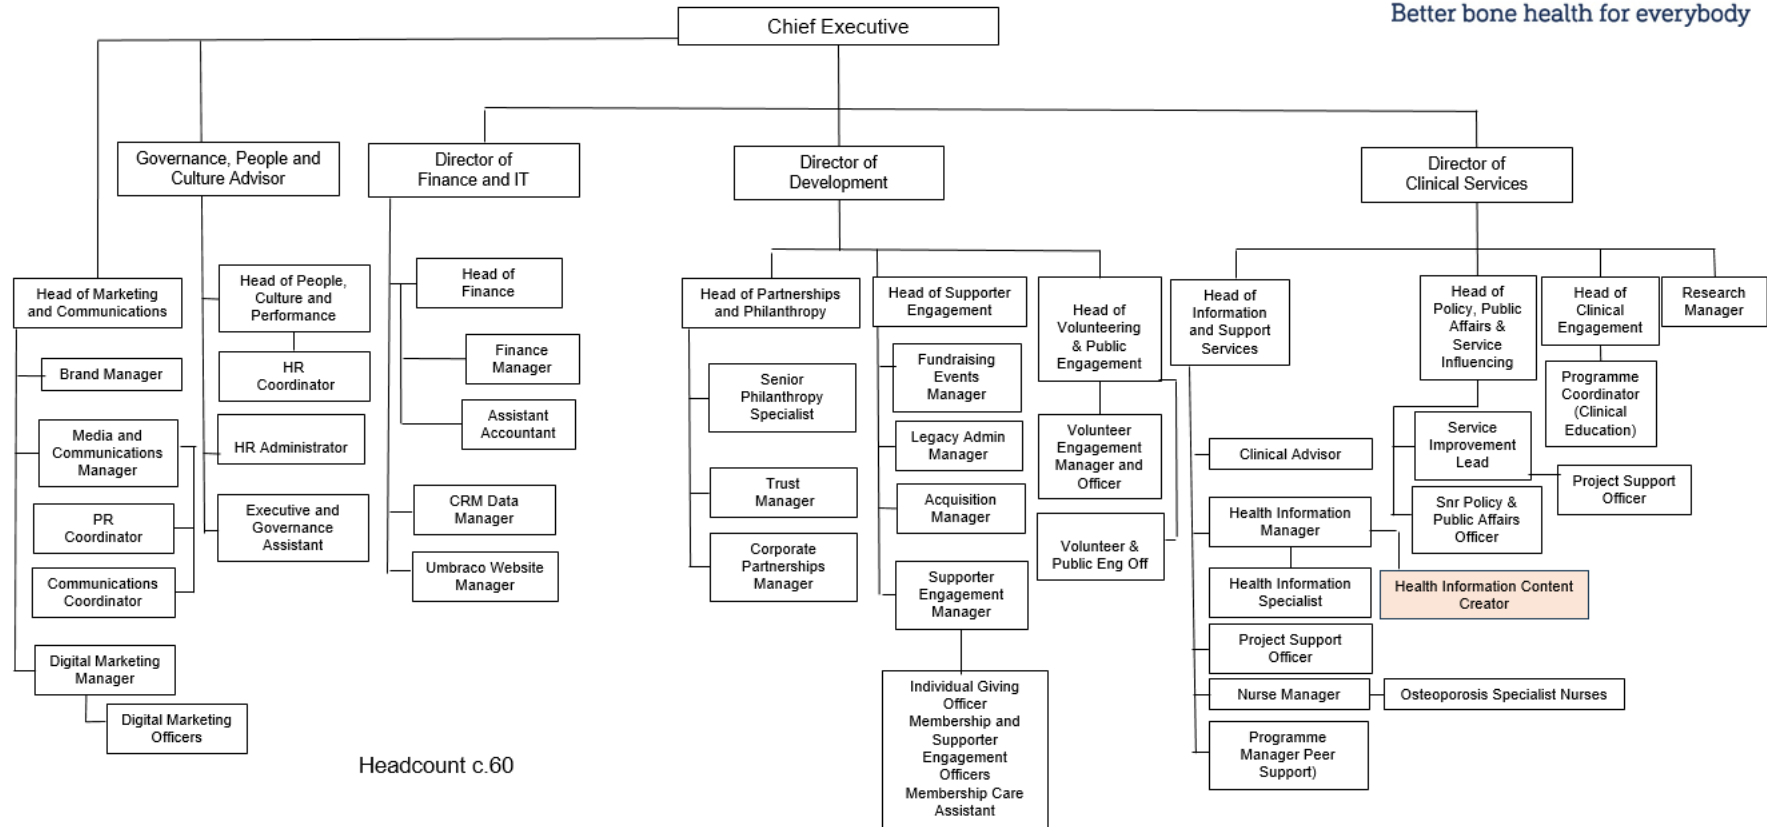 Better bone health for everybody
Chief Executive
Governance, People and
Culture Advisor
Director of
Finance and IT
Director of
Development
Director of
Clinical Services
Head of Marketing
and Communications
Brand Manager
Media and
Communications
Manager
PR
Coordinator
Communications
Coordinator
Digital Marketing
Manager
Digital Marketing
Officers
Head of People,
Culture and
Performance
HR
Coordinator
HR Administrator
Executive and
Governance
Assistant
Head of
Finance
Finance
Manager
Assistant
Accountant
CRM Data
Manager
Umbraco Website
Manager
Head of Partnerships
and Philanthropy
Senior
Philanthropy
Specialist
Trust
Manager
Corporate
Partnerships
Manager
Head of Supporter
Engagement
Fundraising
Events
Manager
Legacy Admin
Manager
Acquisition
Manager
Supporter
Engagement
Manager
Individual Giving
Officer
Membership and
Supporter
Engagement
Officers
Membership Care
Assistant
Head of
Volunteering
& Public
Engagement
Volunteer
Engagement
Manager and
Officer
Volunteer &
Public Eng Off
Head of
Information
and Support
Services
Clinical Advisor
Health Information
Manager
Health Information
Specialist
Health Information Content
Creator
Project Support
Officer
Nurse Manager
Osteoporosis Specialist Nurses
Programme
Manager Peer
Support)
Head of
Policy, Public
Affairs &
Service
Influencing
Service
Improvement
Lead
Project Support
Officer
Snr Policy &
Public Affairs
Officer
Head of
Clinical
Engagement
Programme
Coordinator
(Clinical
Education)
Research
Manager
Headcount c.60